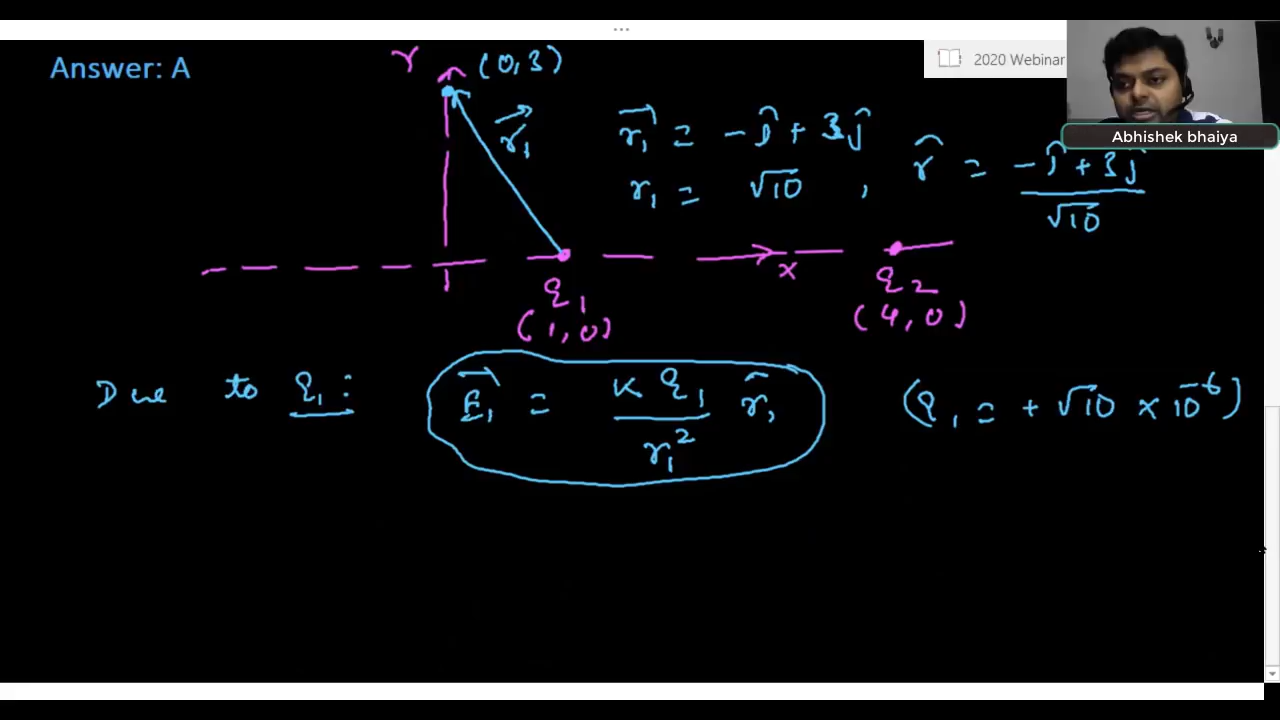 ...
Answer: A
2020 Webinar
Abhishek bhaiya
Y
(0,3)
r⃗₁
r⃗₁ = -î + 3ĵ
r₁ = √10 , r̂ = (-î + 3ĵ)/√10
x
q₁
(1,0)
q₂
(4,0)
Due to q₁: E⃗₁ = K q₁/r₁² r̂₁ (q₁ = + √10 × 10⁻⁶)